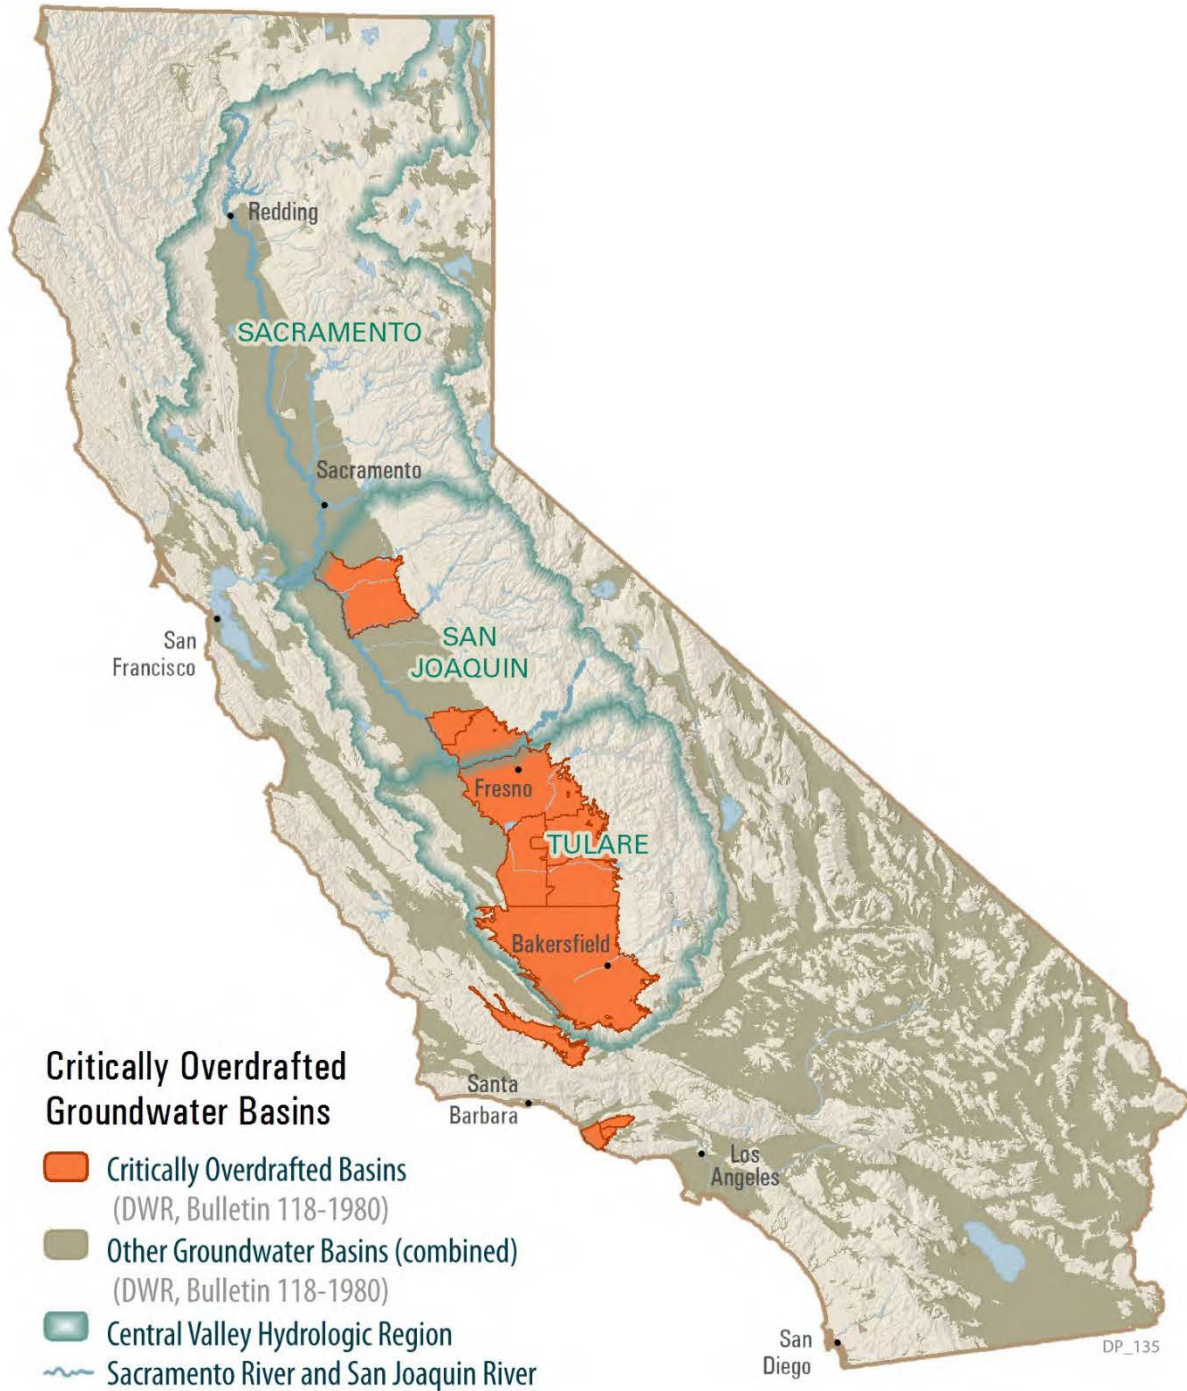 Redding
SACRAMENTO
Sacramento
San
Francisco
SAN
JOAQUIN
Fresno
TULARE
Bakersfield
Santa
Barbara
Los
Angeles
San
Diego
DP_135
Critically Overdrafted
Groundwater Basins
Critically Overdrafted Basins
(DWR, Bulletin 118-1980)
Other Groundwater Basins (combined)
(DWR, Bulletin 118-1980)
Central Valley Hydrologic Region
Sacramento River and San Joaquin River